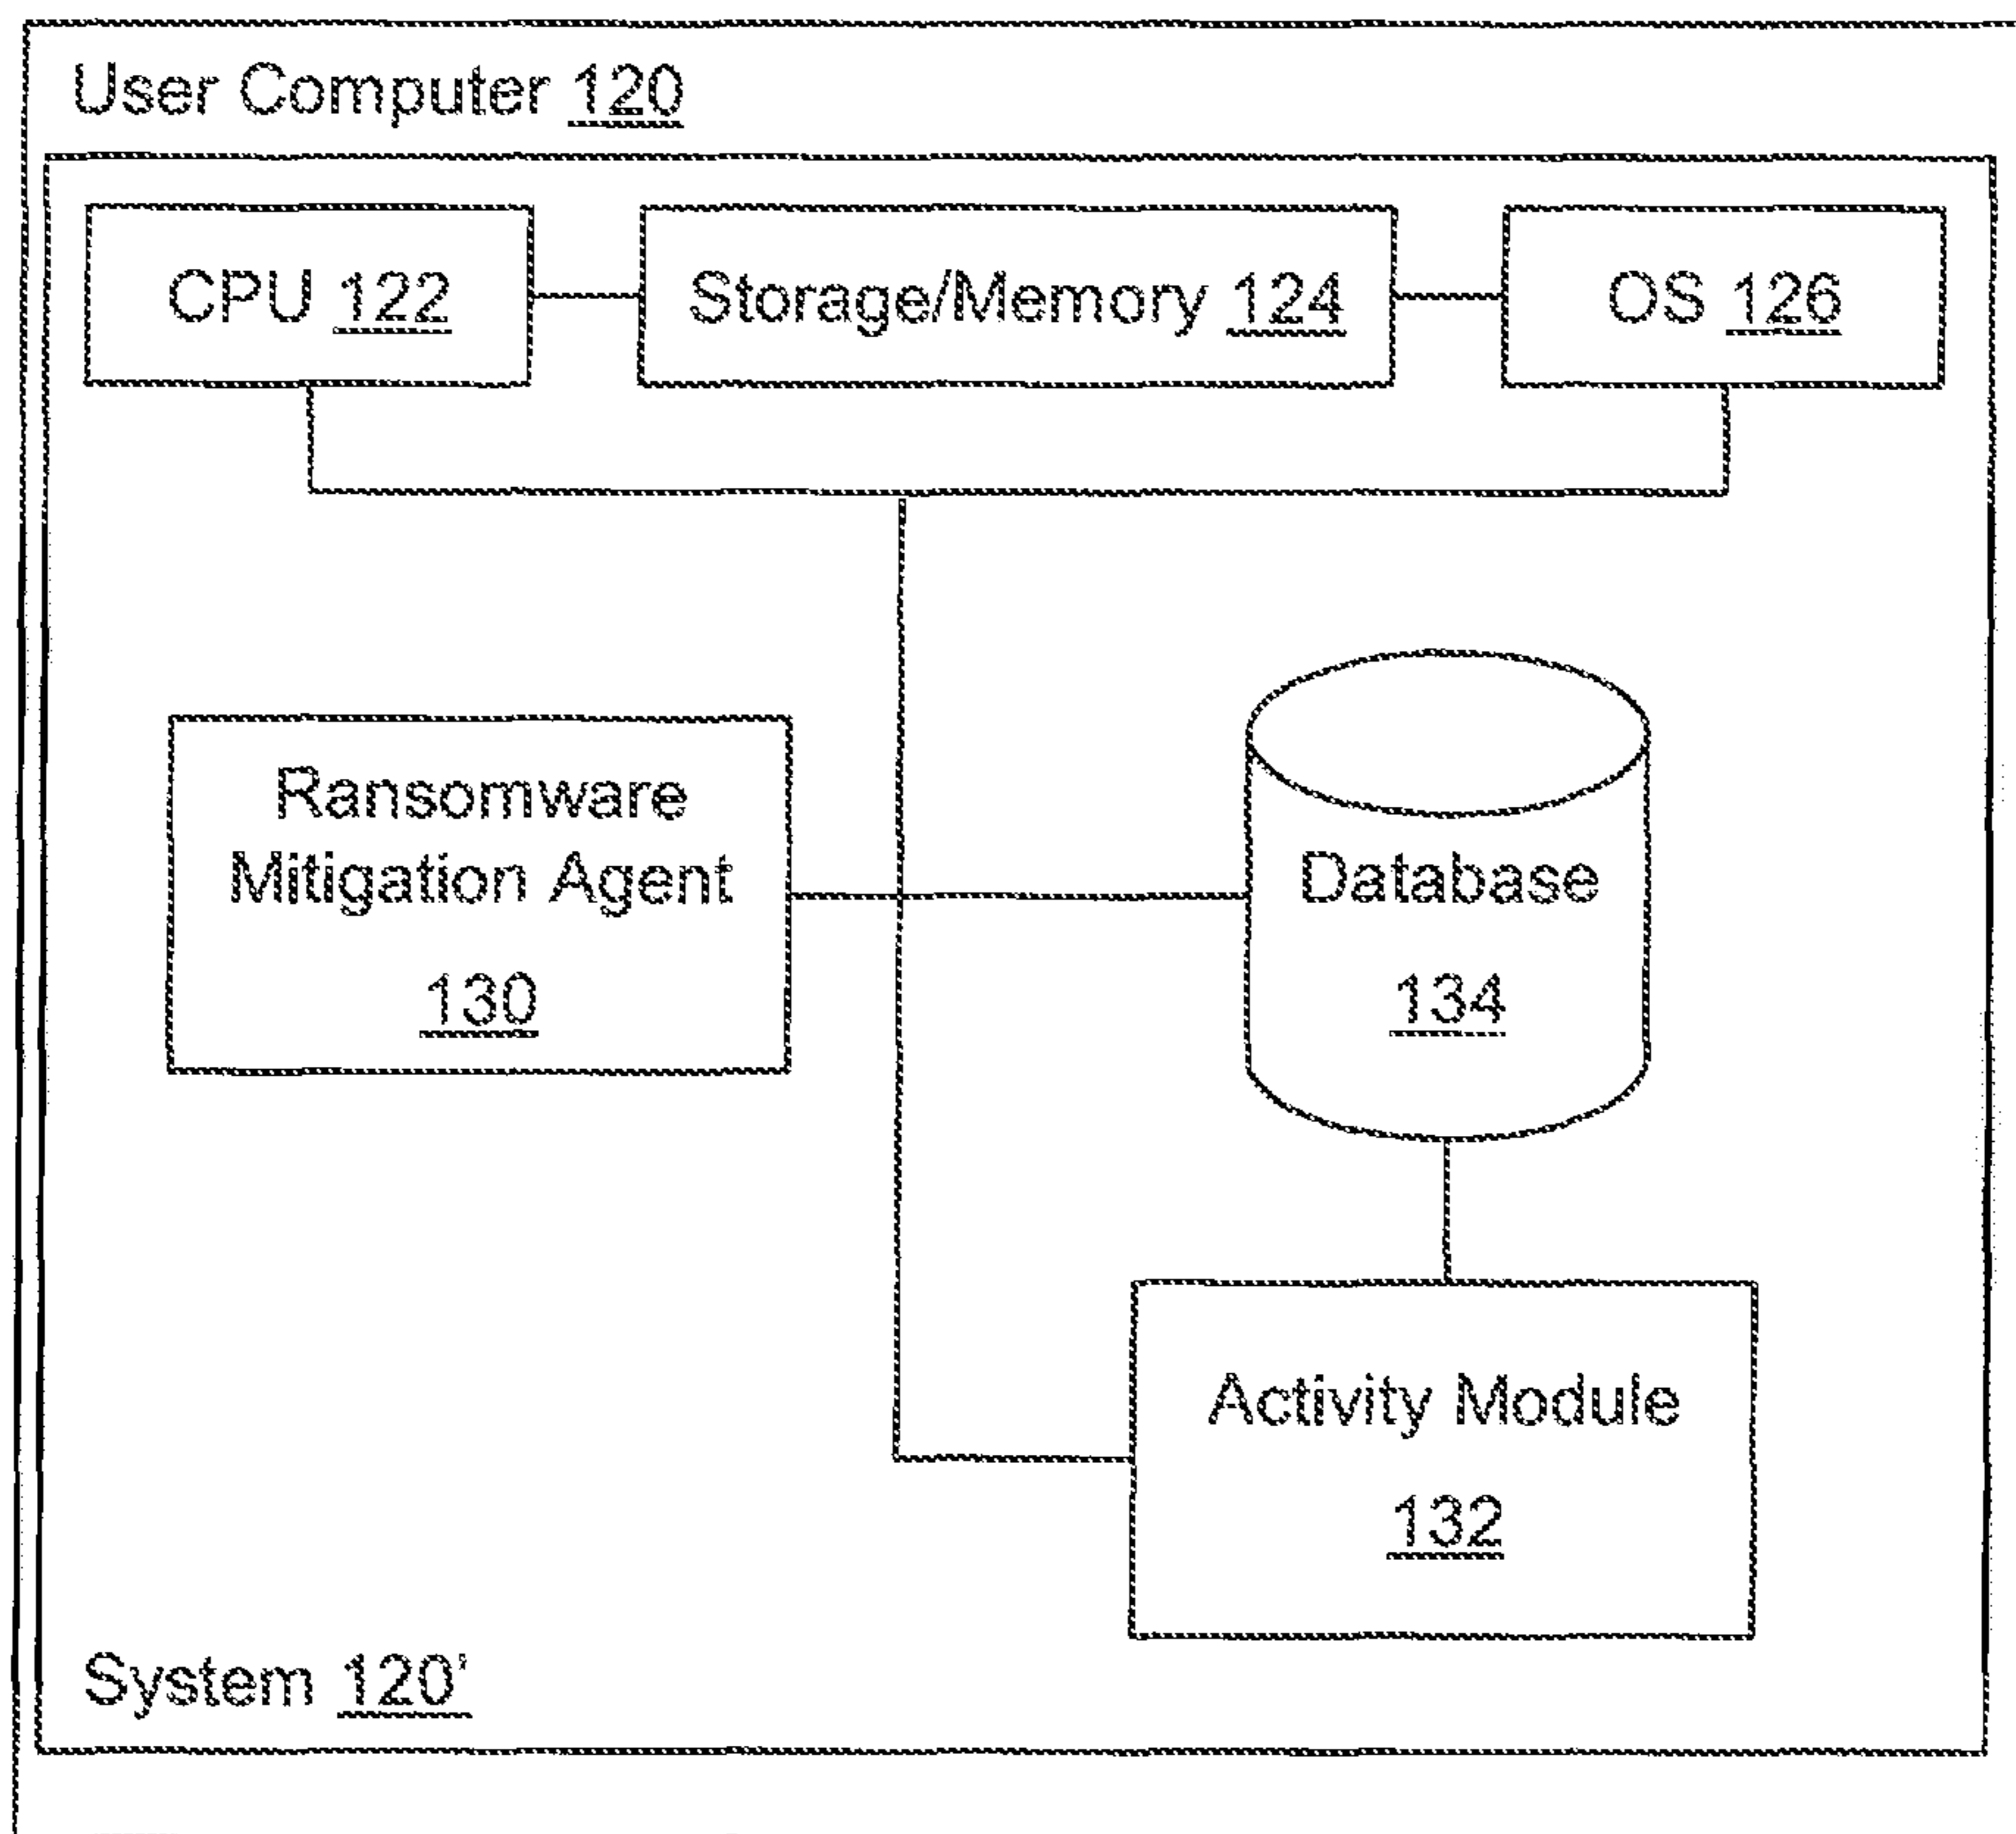 User Computer 120
CPU 122
Storage/Memory 124
OS 126
Ransomware
Mitigation Agent
130
Database
134
Activity Module
132
System 120'